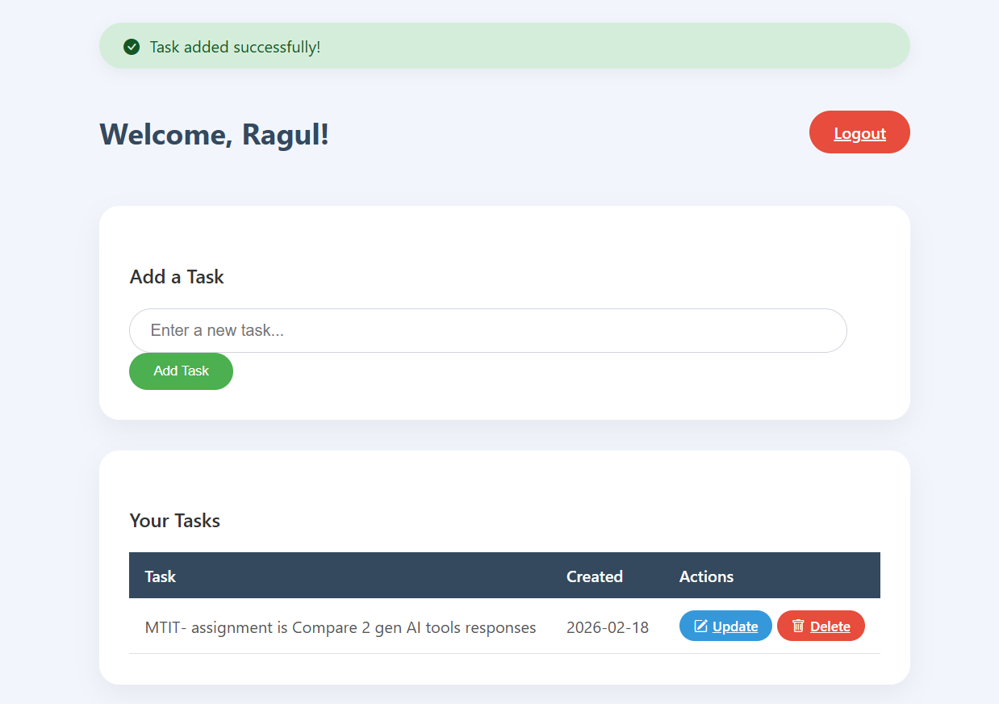 Task added successfully!
Welcome, Ragul!
Logout
Add a Task
Enter a new task...
Add Task
Your Tasks
Task Created Actions
MTIT- assignment is Compare 2 gen AI tools responses 2026-02-18 Update Delete